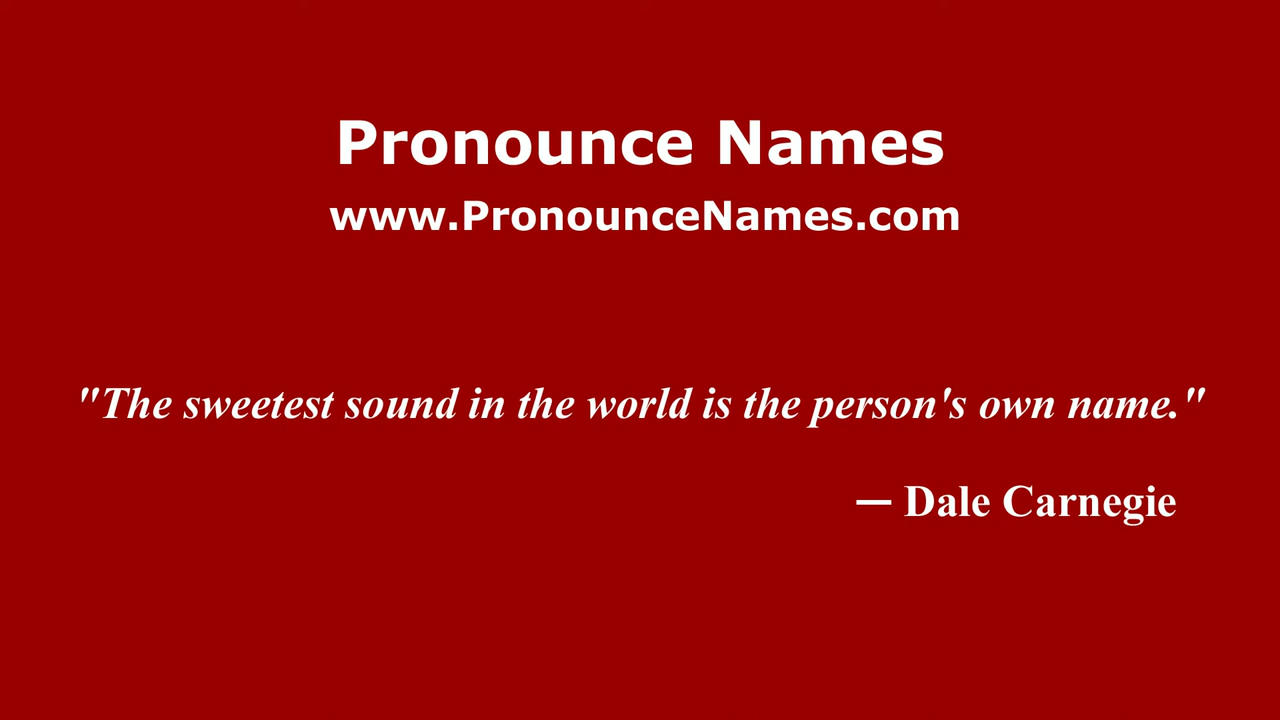 Pronounce Names
www.PronounceNames.com
"The sweetest sound in the world is the person's own name."
— Dale Carnegie